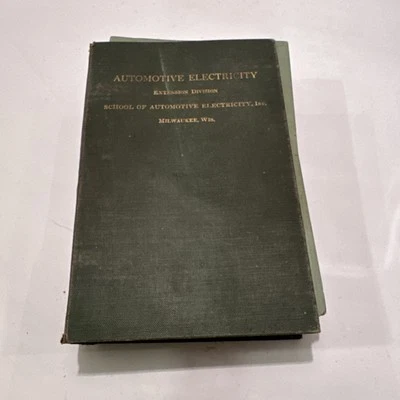 AUTOMOTIVE ELECTRICITY
EXTENSION DIVISION
SCHOOL OF AUTOMOTIVE ELECTRICITY, INC.
MILWAUKEE, WIS.